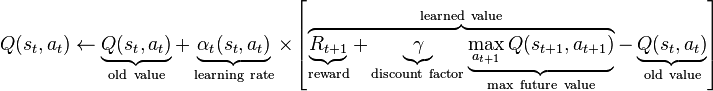 learned value
Q(s_t, a_t) ← Q(s_t, a_t) + α_t(s_t, a_t) × [ R_{t+1} + γ max_{a_{t+1}} Q(s_{t+1}, a_{t+1}) − Q(s_t, a_t) ]
old value learning rate reward discount factor max future value old value